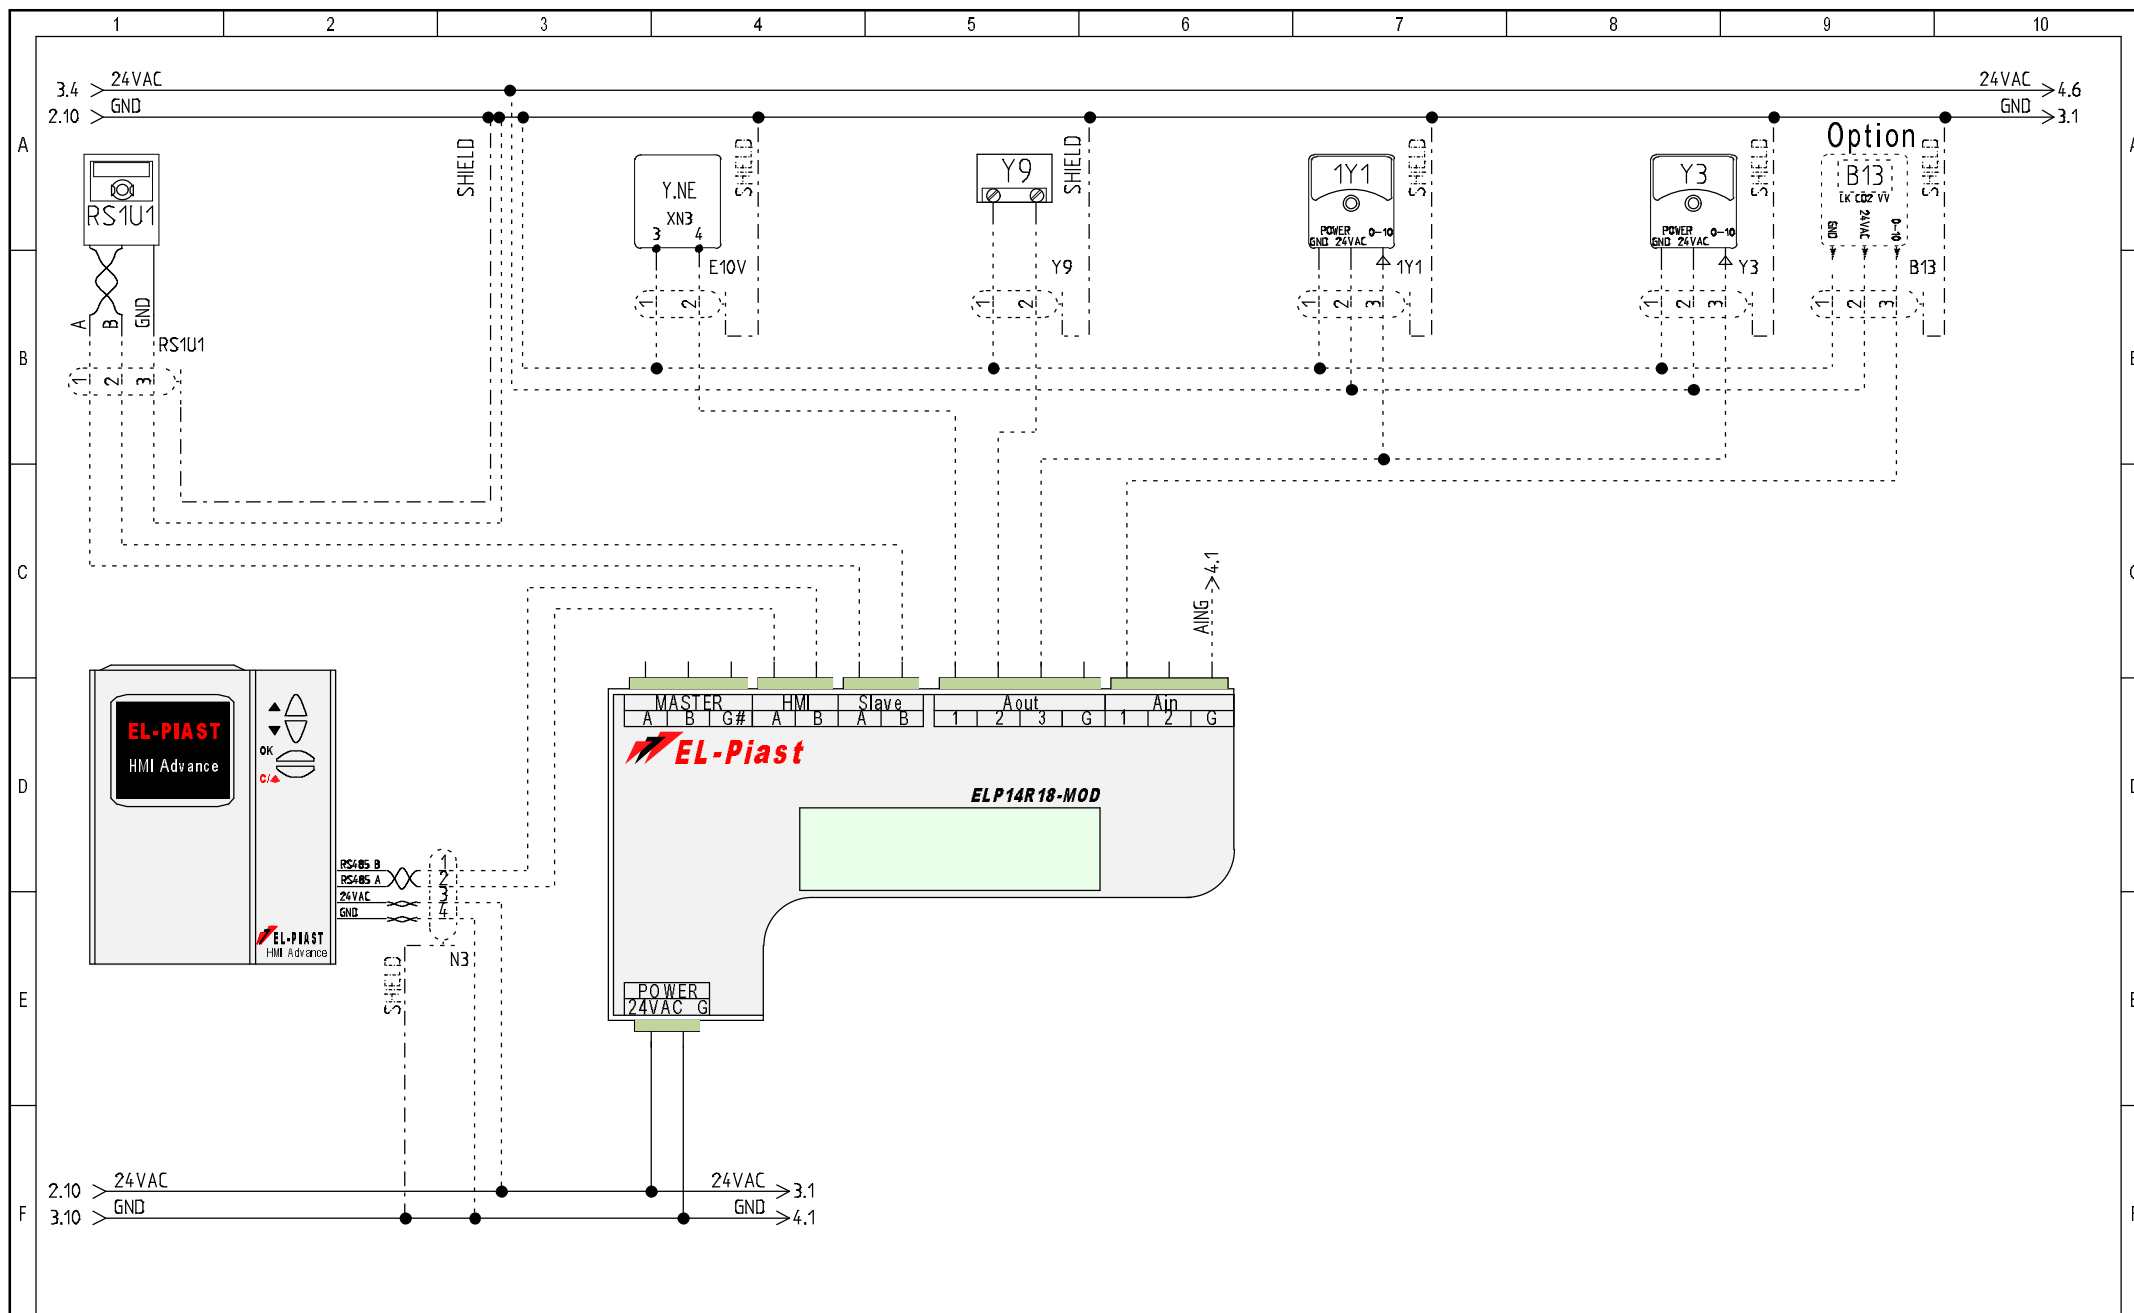 1 2 3 4 5 6 7 8 9 10
3.4 24VAC 24VAC 4.6
2.10 GND GND 3.1
A
RS1U1
SHIELD
Y.NE
XN3
3 4
SHIELD
Y9
SHIELD
1Y1
POWER 0-10
GND 24VAC
SHIELD
Y3
POWER 0-10
GND 24VAC
SHIELD
Option
B13
GND 24VAC 0-10
SHIELD
E10V
Y9
1Y1
Y3
B13
A B GND
RS1U1
1 2 3
1 2
1 2
1 2 3
1 2 3
1 2 3
B
C
AING 4.1
MASTER HMI Slave Aout Ain
A B G# A B A B 1 2 3 G 1 2 G
EL-Piast
ELP14R18-MOD
D
EL-PIAST
HMI Advance
OK
C/
RS485 B 1
RS485 A 2
24VAC 3
GND 4
EL-PIAST
HMI Advance
N3
SHIELD
E
POWER
24VAC G
2.10 24VAC 24VAC 3.1
3.10 GND GND 4.1
F